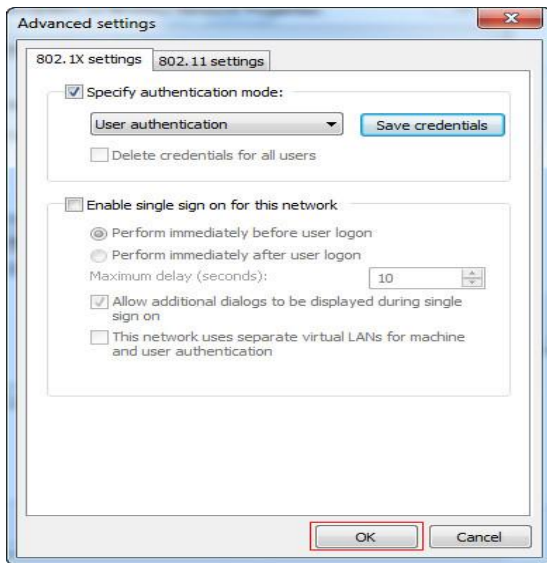 Advanced settings
802.1X settings
802.11 settings
Specify authentication mode:
User authentication
Save credentials
Delete credentials for all users
Enable single sign on for this network
Perform immediately before user logon
Perform immediately after user logon
Maximum delay (seconds):
10
Allow additional dialogs to be displayed during single
sign on
This network uses separate virtual LANs for machine
and user authentication
OK
Cancel